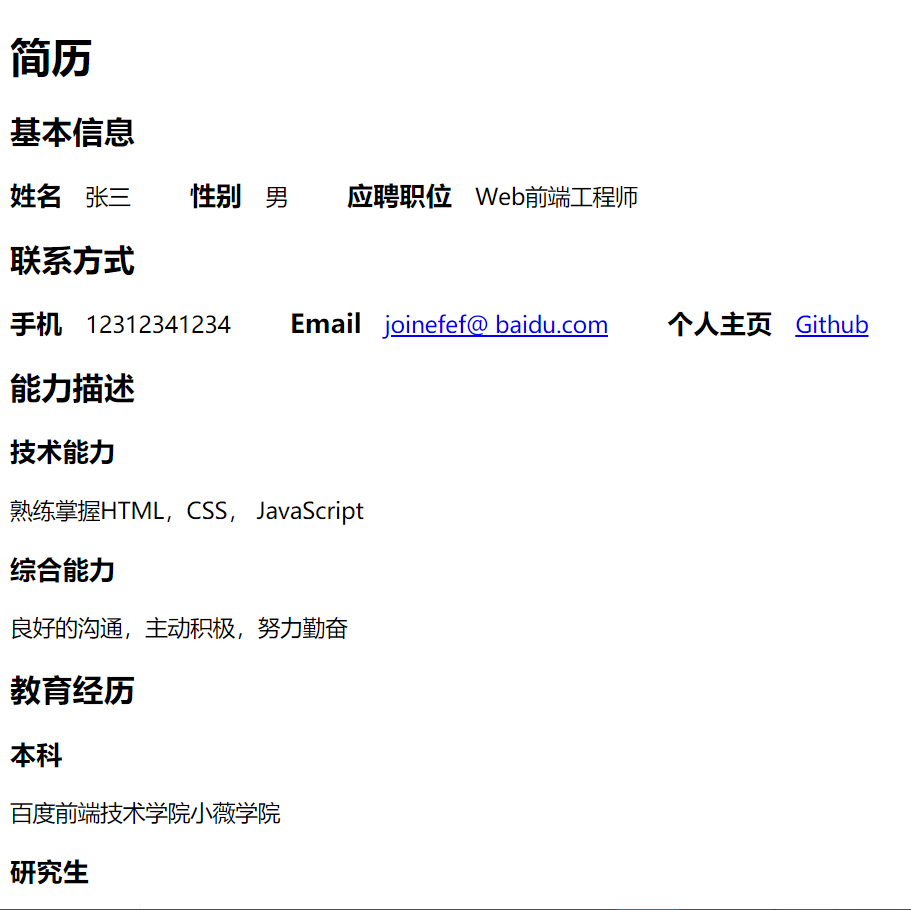 简历
基本信息
姓名 张三 性别 男 应聘职位 Web前端工程师
联系方式
手机 12312341234 Email joinefef@ baidu.com 个人主页 Github
能力描述
技术能力
熟练掌握HTML，CSS， JavaScript
综合能力
良好的沟通，主动积极，努力勤奋
教育经历
本科
百度前端技术学院小薇学院
研究生